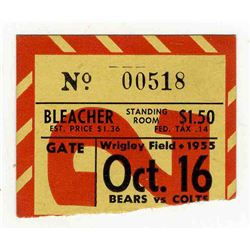 Nº 00518
BLEACHER STANDING ROOM $1.50
EST. PRICE $1.36 FED. TAX .14
GATE Wrigley Field • 1955
2 Oct. 16
BEARS vs. COLTS